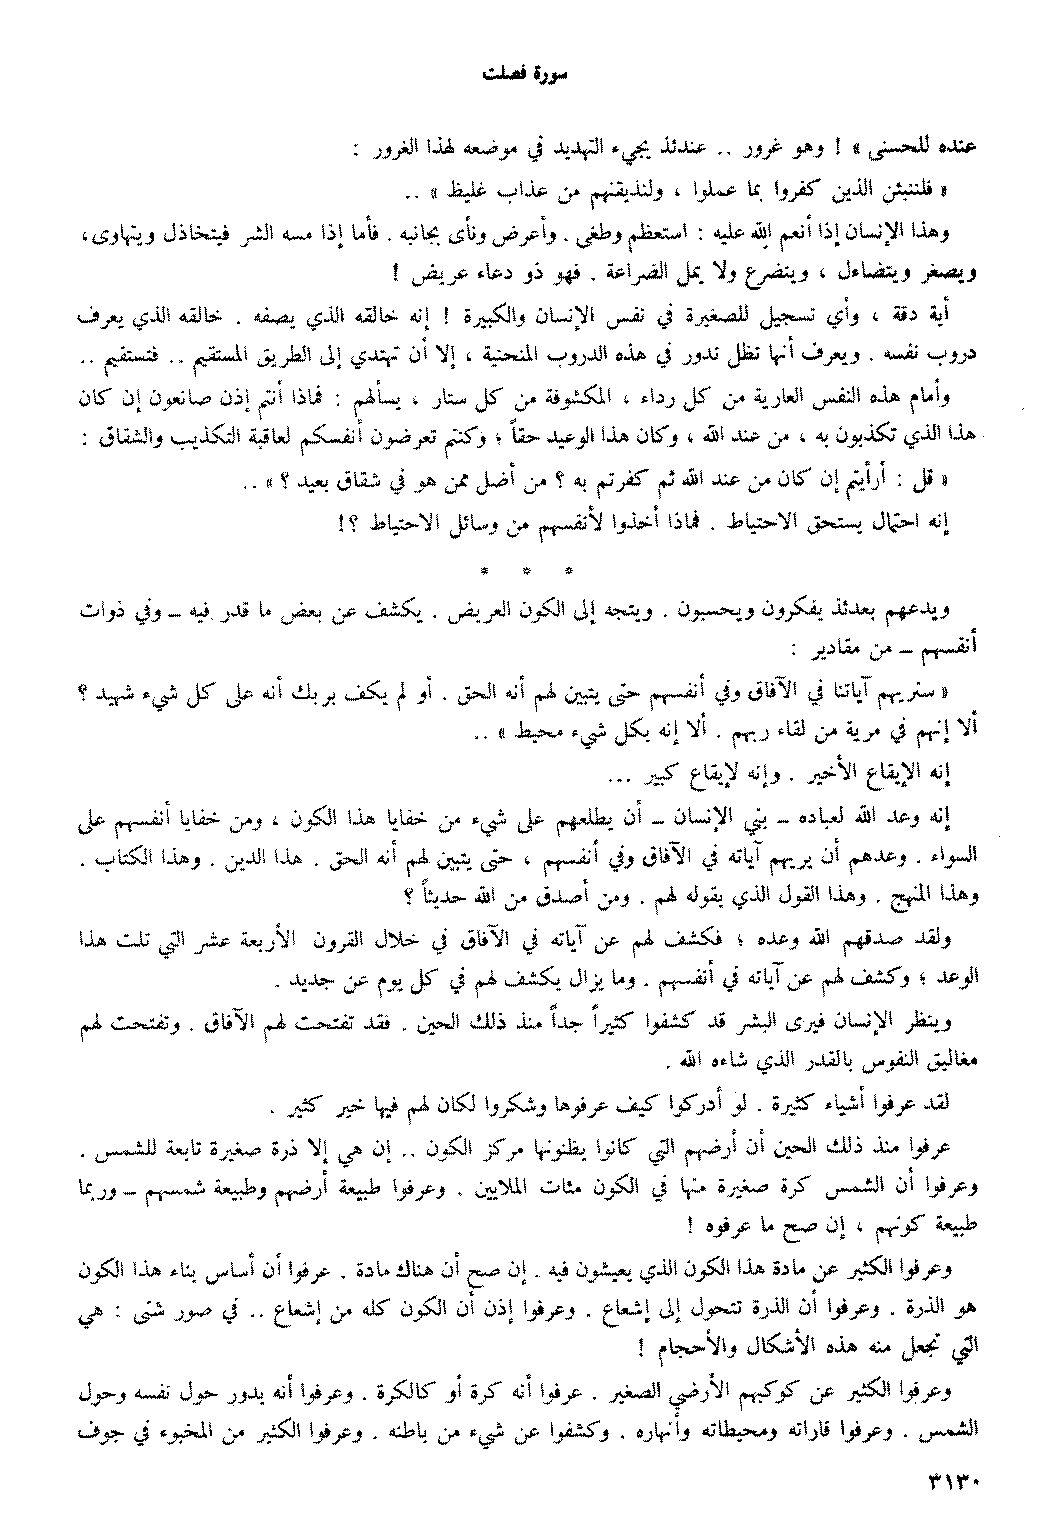 سورة فصلت
عنده للحسنى » ! وهو غرور .. عندئذ يجيء التهديد في موضعه لهذا الغرور :
« فلننبئن الذين كفروا بما عملوا ، ولنذيقنهم من عذاب غليظ » ..
وهذا الإنسان إذا أنعم الله عليه : استعظم وطغى . وأعرض ونأى بجانبه . فأما إذا مسه الشر فيتخاذل ويتهاوى،
ويصغر ويتضاءل ، ويتضرع ولا يمل الضراعة . فهو ذو دعاء عريض !
أية دقة ، وأي تسجيل للصغيرة في نفس الإنسان والكبيرة ! إنه خالقه الذي يصفه . خالقه الذي يعرف
دروب نفسه . ويعرف أنها تظل تدور في هذه الدروب المنحنية ، إلا أن تهتدي إلى الطريق المستقيم .. فتستقيم ..
وأمام هذه النفس العارية من كل رداء ، المكشوفة من كل ستار ، يسألهم : فماذا أنتم إذن صانعون إن كان
هذا الذي تكذبون به ، من عند الله ، وكان هذا الوعيد حقاً ؛ وكنتم تعرضون أنفسكم لعاقبة التكذيب والشقاق :
« قل : أرأيتم إن كان من عند الله ثم كفرتم به ؟ من أضل ممن هو في شقاق بعيد ؟ » ..
إنه احتمال يستحق الاحتياط . فماذا أخذوا لأنفسهم من وسائل الاحتياط ؟!
* * *
ويدعهم بعدئذ يفكرون ويحسبون . ويتجه إلى الكون العريض . يكشف عن بعض ما قدر فيه – وفي ذوات
أنفسهم – من مقادير :
« سنريهم آياتنا في الآفاق وفي أنفسهم حتى يتبين لهم أنه الحق . أو لم يكف بربك أنه على كل شيء شهيد ؟
ألا إنهم في مرية من لقاء ربهم . ألا إنه بكل شيء محيط » ..
إنه الإيقاع الأخير . وإنه لإيقاع كبير ...
إنه وعد الله لعباده – بني الإنسان – أن يطلعهم على شيء من خفايا هذا الكون ، ومن خفايا أنفسهم على
السواء . وعدهم أن يريهم آياته في الآفاق وفي أنفسهم ، حتى يتبين لهم أنه الحق . هذا الدين . وهذا الكتاب .
وهذا المنهج . وهذا القول الذي يقوله لهم . ومن أصدق من الله حديثاً ؟
ولقد صدقهم الله وعده ؛ فكشف لهم عن آياته في الآفاق في خلال القرون الأربعة عشر التي تلت هذا
الوعد ؛ وكشف لهم عن آياته في أنفسهم . وما يزال يكشف لهم في كل يوم عن جديد .
وينظر الإنسان فيرى البشر قد كشفوا كثيراً جداً منذ ذلك الحين . فقد تفتحت لهم الآفاق . وتفتحت لهم
مغاليق النفوس بالقدر الذي شاءه الله .
لقد عرفوا أشياء كثيرة . لو أدركوا كيف عرفوها وشكروا لكان لهم فيها خير كثير .
عرفوا منذ ذلك الحين أن أرضهم التي كانوا يظنونها مركز الكون .. إن هي إلا ذرة صغيرة تابعة للشمس .
وعرفوا أن الشمس كرة صغيرة منها في الكون مئات الملايين . وعرفوا طبيعة أرضهم وطبيعة شمسهم – وربما
طبيعة كونهم ، إن صح ما عرفوه !
وعرفوا الكثير عن مادة هذا الكون الذي يعيشون فيه . إن صح أن هناك مادة . عرفوا أن أساس بناء هذا الكون
هو الذرة . وعرفوا أن الذرة تتحول إلى إشعاع . وعرفوا إذن أن الكون كله من إشعاع .. في صور شتى : هي
التي تجعل منه هذه الأشكال والأحجام !
وعرفوا الكثير عن كوكبهم الأرضي الصغير . عرفوا أنه كرة أو كالكرة . وعرفوا أنه يدور حول نفسه وحول
الشمس . وعرفوا قاراته ومحيطاته وأنهاره . وكشفوا عن شيء من باطنه . وعرفوا الكثير من المخبوء في جوف
٣١٣٠